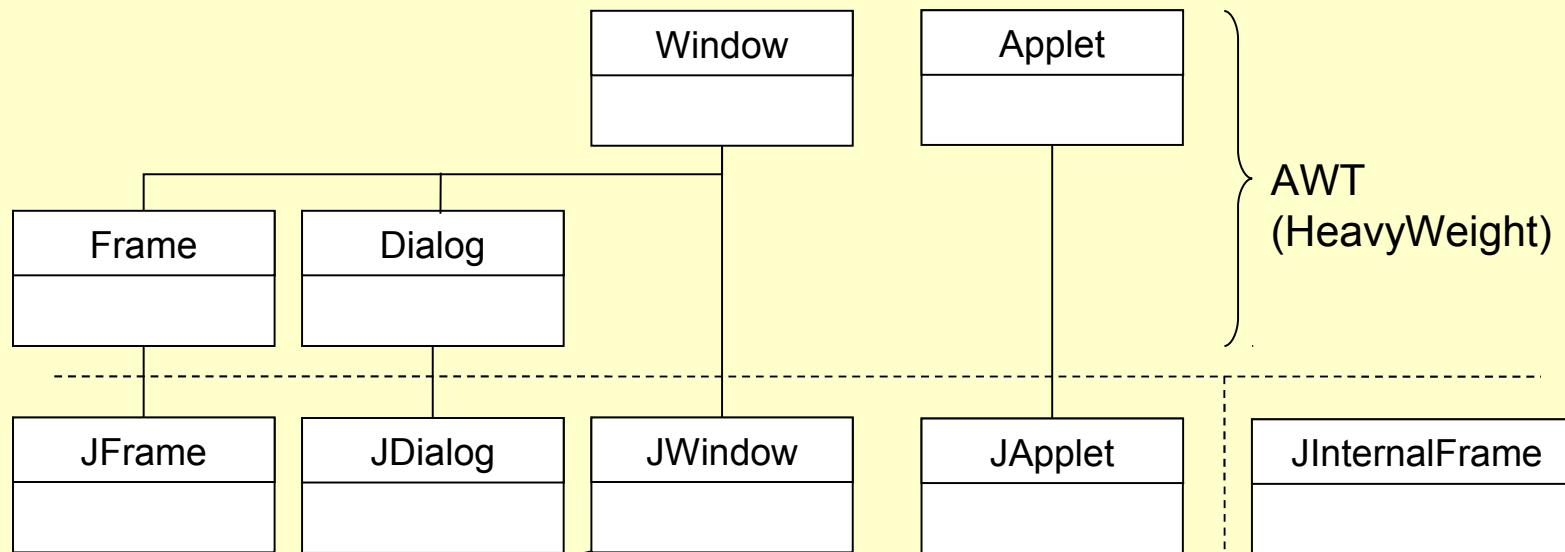 Window
Applet
AWT
(HeavyWeight)
Frame
Dialog
JFrame
JDialog
JWindow
JApplet
JInternalFrame